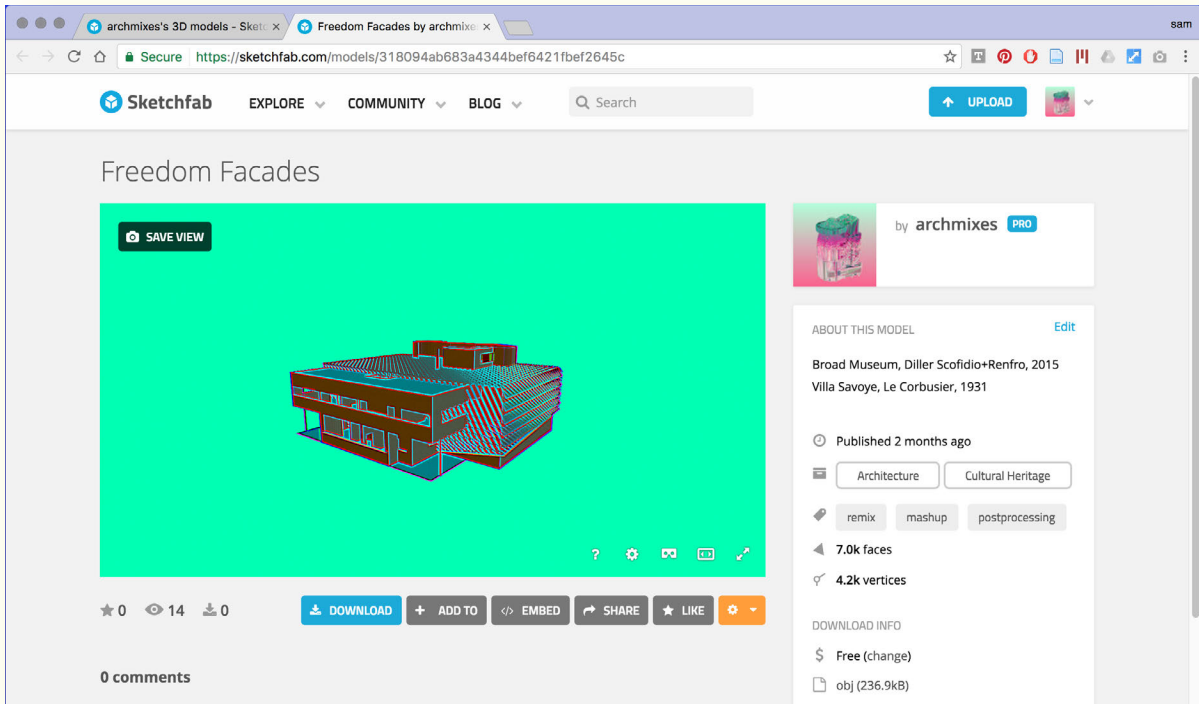 archmixes's 3D models - Sketc
Freedom Facades by archmixe
sam
Secure https://sketchfab.com/models/318094ab683a4344bef6421fbef2645c
Sketchfab EXPLORE COMMUNITY BLOG Search UPLOAD
Freedom Facades
SAVE VIEW
by archmixes PRO
ABOUT THIS MODEL Edit
Broad Museum, Diller Scofidio+Renfro, 2015
Villa Savoye, Le Corbusier, 1931
Published 2 months ago
Architecture Cultural Heritage
remix mashup postprocessing
7.0k faces
4.2k vertices
?
0 14 0 DOWNLOAD + ADD TO </> EMBED SHARE LIKE
DOWNLOAD INFO
$ Free (change)
obj (236.9kB)
0 comments